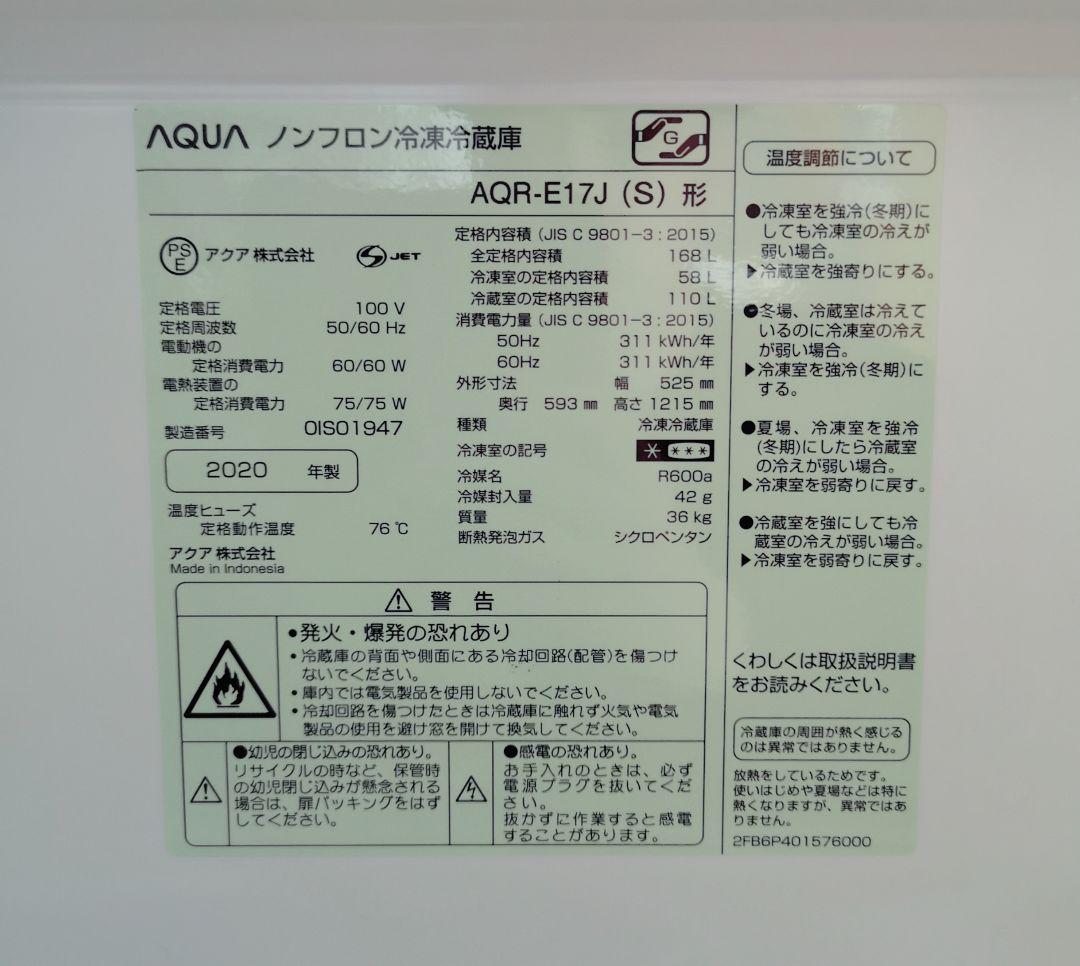 AQUA ノンフロン冷凍冷蔵庫
G
AQR-E17J (S) 形
PS
E
アクア 株式会社
S JET
定格電圧 100 V
定格周波数 50/60 Hz
電動機の
定格消費電力 60/60 W
電熱装置の
定格消費電力 75/75 W
製造番号 0IS01947
2020 年製
温度ヒューズ
定格動作温度 76 ℃
アクア 株式会社
Made in Indonesia
定格内容積 (JIS C 9801-3 : 2015)
全定格内容積 168 L
冷凍室の定格内容積 58 L
冷蔵室の定格内容積 110 L
消費電力量 (JIS C 9801-3 : 2015)
50Hz 311 kWh/年
60Hz 311 kWh/年
外形寸法 幅 525 ㎜
奥行 593 ㎜ 高さ 1215 ㎜
種類 冷凍冷蔵庫
冷凍室の記号 * ***
冷媒名 R600a
冷媒封入量 42 g
質量 36 kg
断熱発泡ガス シクロペンタン
警 告
•発火・爆発の恐れあり
•冷蔵庫の背面や側面にある冷却回路(配管)を傷つけ
ないでください。
•庫内では電気製品を使用しないでください。
•冷却回路を傷つけたときは冷蔵庫に触れず火気や電気
製品の使用を避け窓を開けて換気してください。
●幼児の閉じ込みの恐れあり。
リサイクルの時など、保管時
の幼児閉じ込みが懸念される
場合は、扉パッキングをはず
してください。
●感電の恐れあり。
お手入れのときは、必ず
電源プラグを抜いてくだ
さい。
抜かずに作業すると感電
することがあります。
温度調節について
●冷凍室を強冷(冬期)に
しても冷凍室の冷えが
弱い場合。
▶冷蔵室を強寄りにする。
●冬場、冷蔵室は冷えて
いるのに冷凍室の冷え
が弱い場合。
▶冷凍室を強冷(冬期)に
する。
●夏場、冷凍室を強冷
(冬期)にしたら冷蔵室
の冷えが弱い場合。
▶冷凍室を弱寄りに戻す。
●冷蔵室を強にしても冷
蔵室の冷えが弱い場合。
▶冷凍室を弱寄りに戻す。
くわしくは取扱説明書
をお読みください。
冷蔵庫の周囲が熱く感じる
のは異常ではありません。
放熱をしているためです。
使いはじめや夏場などは特に
熱くなりますが、異常ではあ
りません。
2FB6P401576000